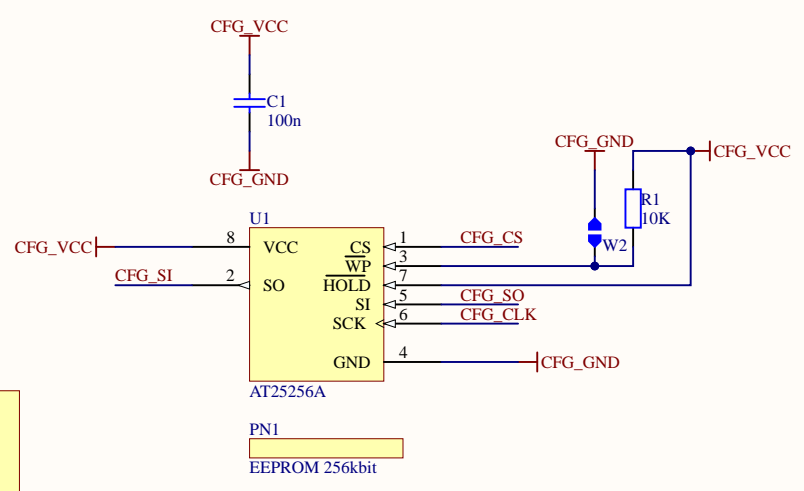 CFG_VCC
C1
100n
CFG_GND
CFG_GND
CFG_VCC
R1
10K
W2
U1
CFG_VCC
8
VCC
CS
1
CFG_CS
WP
3
CFG_SI
2
SO
HOLD
7
SI
5
CFG_SO
SCK
6
CFG_CLK
GND
4
CFG_GND
AT25256A
PN1
EEPROM 256kbit